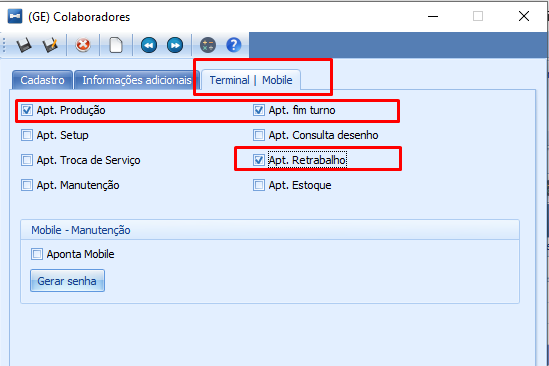 (GE) Colaboradores
Cadastro Informações adicionais Terminal | Mobile
Apt. Produção Apt. fim turno
Apt. Setup Apt. Consulta desenho
Apt. Troca de Serviço Apt. Retrabalho
Apt. Manutenção Apt. Estoque
Mobile - Manutenção
Aponta Mobile
Gerar senha